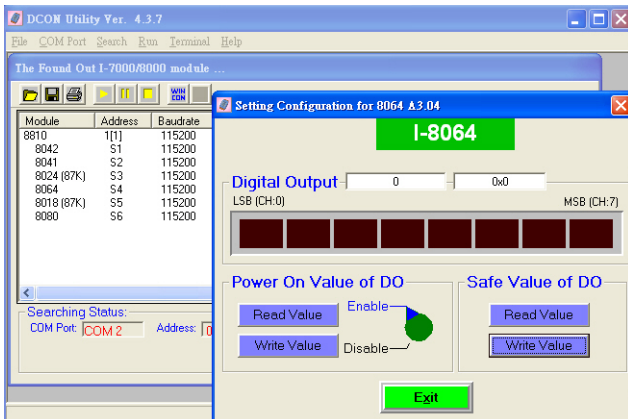 DCON Utility Ver. 4.3.7
File COM Port Search Run Terminal Help
The Found Out I-7000/8000 module ...
WIN CON
Module Address Baudrate
8810 1[1] 115200
8042 S1 115200
8041 S2 115200
8024 (87K) S3 115200
8064 S4 115200
8018 (87K) S5 115200
8080 S6 115200
Searching Status:
COM Port: COM 2 Address: 0
Setting Configuration for 8064 A3.04
I-8064
Digital Output 0 0x0
LSB (CH:0) MSB (CH:7)
Power On Value of DO
Read Value Enable
Write Value Disable
Safe Value of DO
Read Value
Write Value
Exit